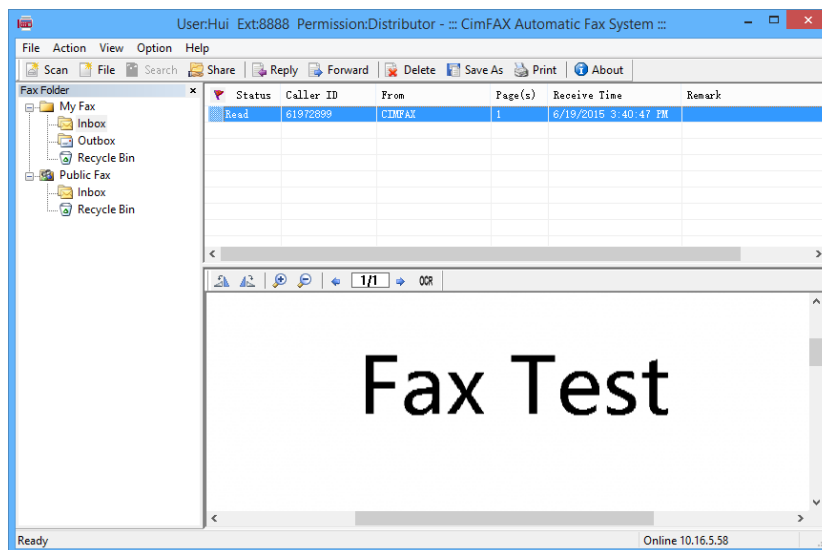 User:Hui Ext:8888 Permission:Distributor - ::: CimFAX Automatic Fax System :::
File Action View Option Help
Scan File Search Share Reply Forward Delete Save As Print About
Fax Folder
My Fax
Inbox
Outbox
Recycle Bin
Public Fax
Inbox
Recycle Bin
Status Caller ID From Page(s) Receive Time Remark
Read 61972899 CIMFAX 1 6/19/2015 3:40:47 PM
1/1 OCR
Fax Test
Ready Online 10.16.5.58